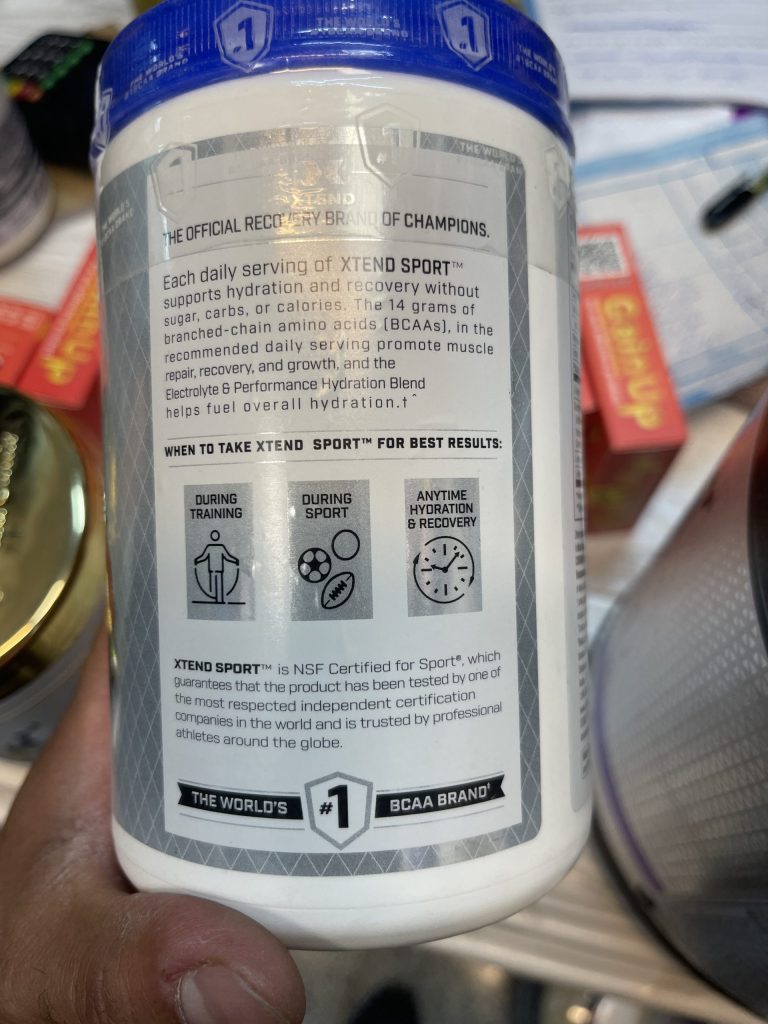 #1
THE WORLD'S
#1
XTEND
THE OFFICIAL RECOVERY BRAND OF CHAMPIONS.
Each daily serving of XTEND SPORT™
supports hydration and recovery without
sugar, carbs, or calories. The 14 grams of
branched-chain amino acids (BCAAs), in the
recommended daily serving promote muscle
repair, recovery, and growth, and the
Electrolyte & Performance Hydration Blend
helps fuel overall hydration.†^
WHEN TO TAKE XTEND SPORT™ FOR BEST RESULTS:
DURING
TRAINING
DURING
SPORT
ANYTIME
HYDRATION
& RECOVERY
XTEND SPORT™ is NSF Certified for Sport®, which
guarantees that the product has been tested by one of
the most respected independent certification
companies in the world and is trusted by professional
athletes around the globe.
THE WORLD'S #1 BCAA BRAND‡
GainUp